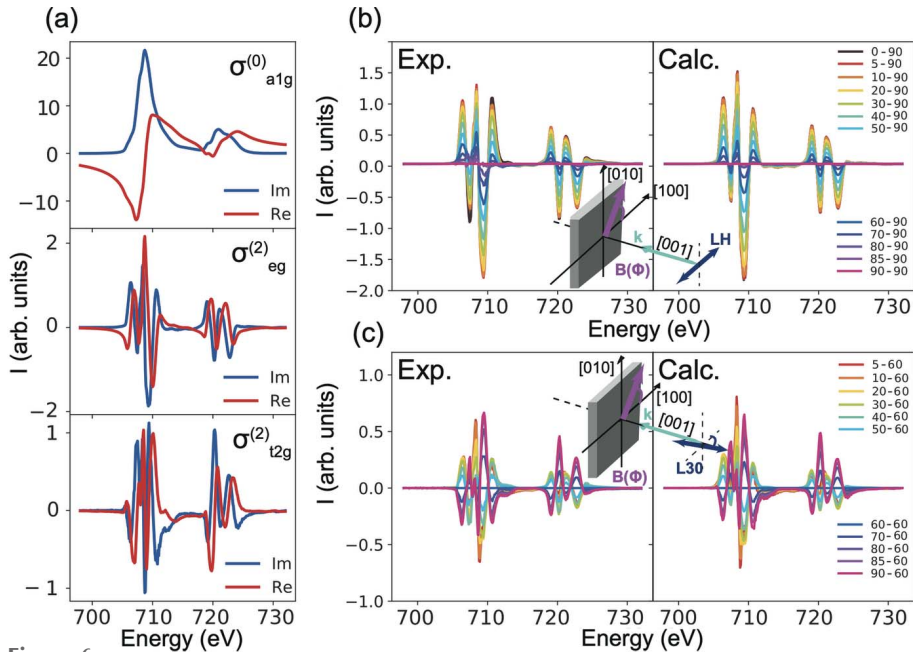 (a)
σ(0) a1g
20
10
0
−10
Im
Re
σ(2) eg
2
0
−2
Im
Re
σ(2) t2g
1
0
−1
Im
Re
I (arb. units)
700 710 720 730
Energy (eV)
(b)
Exp.
Calc.
1.5
1.0
0.5
0.0
−0.5
−1.0
−1.5
−2.0
I (arb. units)
0-90
5-90
10-90
20-90
30-90
40-90
50-90
60-90
70-90
80-90
85-90
90-90
[010]
[100]
k
[001]
LH
B(Φ)
700 710 720 730
700 710 720 730
Energy (eV)
Energy (eV)
(c)
Exp.
Calc.
1.0
0.5
0.0
−0.5
−1.0
I (arb. units)
5-60
10-60
20-60
30-60
40-60
50-60
60-60
70-60
80-60
85-60
90-60
[010]
[100]
k
[001]
L30
B(Φ)
700 710 720 730
700 710 720 730
Energy (eV)
Energy (eV)